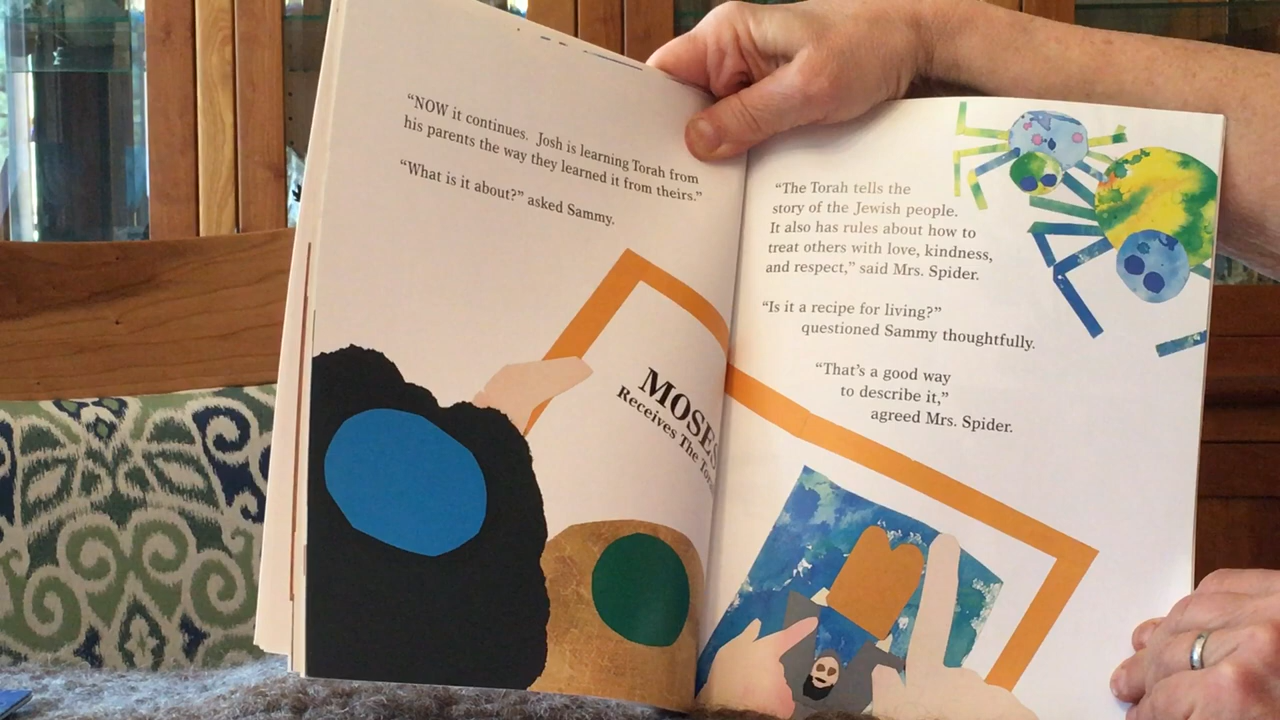 “NOW it continues. Josh is learning Torah from
his parents the way they learned it from theirs.”
“What is it about?” asked Sammy.
MOSES
Receives The
“The Torah tells the
story of the Jewish people.
It also has rules about how to
treat others with love, kindness,
and respect,” said Mrs. Spider.
“Is it a recipe for living?”
questioned Sammy thoughtfully.
“That’s a good way
to describe it,”
agreed Mrs. Spider.